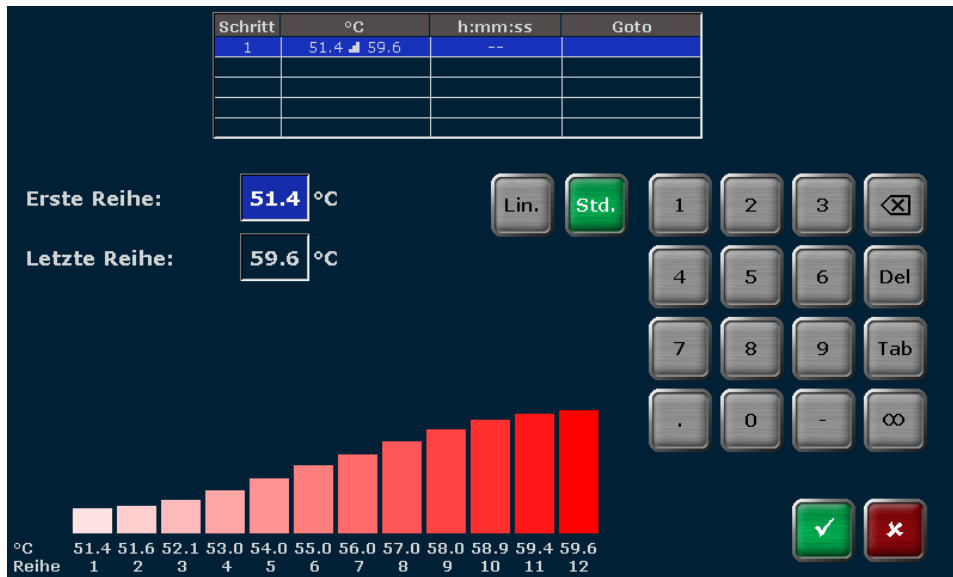 Schritt °C h:mm:ss Goto
1 51.4 59.6 --
Erste Reihe: 51.4 °C
Letzte Reihe: 59.6 °C
Lin. Std.
1 2 3
4 5 6 Del
7 8 9 Tab
. 0 - ∞
°C 51.4 51.6 52.1 53.0 54.0 55.0 56.0 57.0 58.0 58.9 59.4 59.6
Reihe 1 2 3 4 5 6 7 8 9 10 11 12